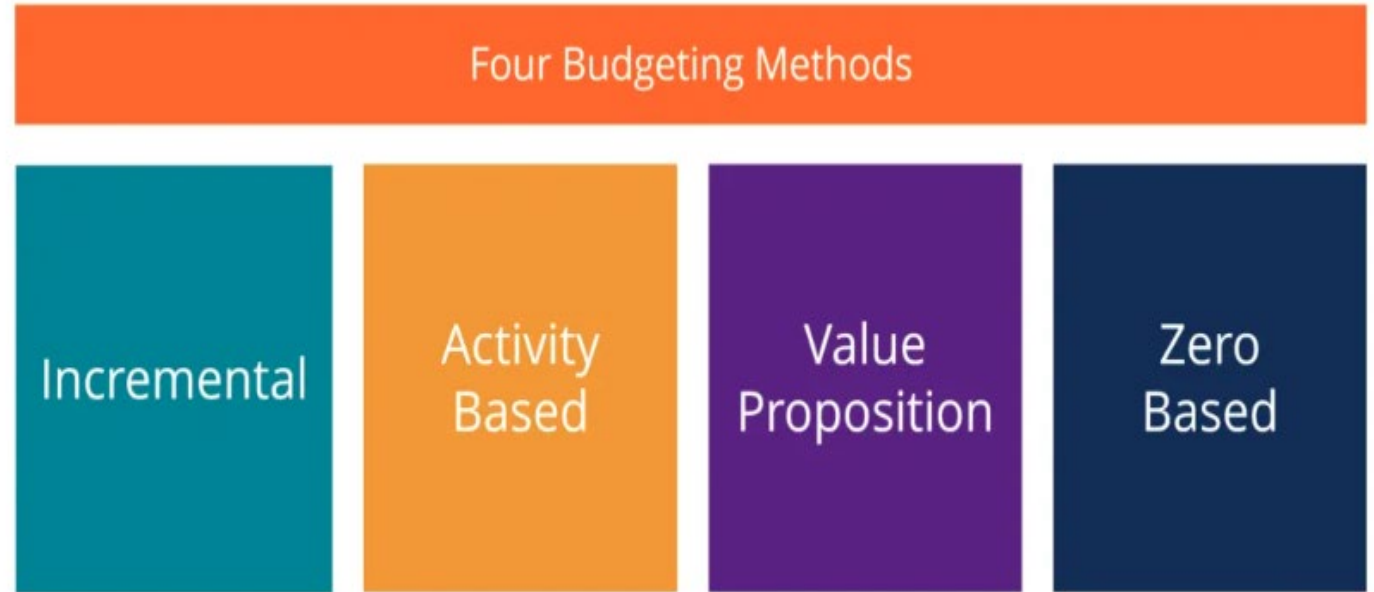 Four Budgeting Methods
Incremental
Activity
Based
Value
Proposition
Zero
Based